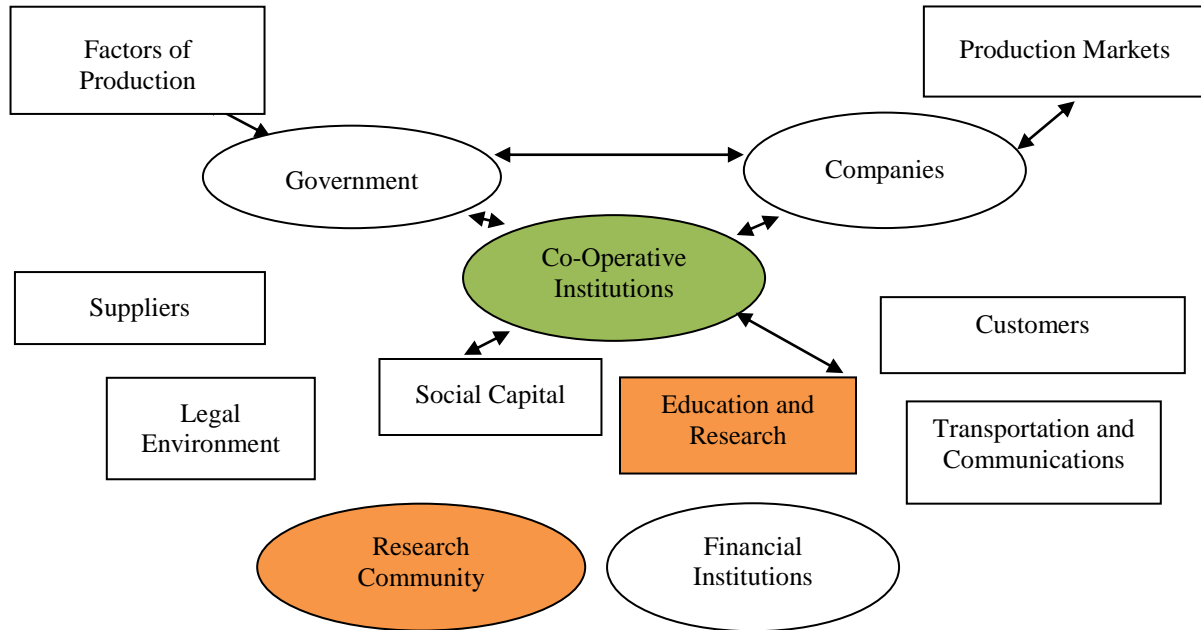 Factors of
Production
Production Markets
Government
Companies
Co-Operative
Institutions
Suppliers
Customers
Social Capital
Education and
Research
Legal
Environment
Transportation and
Communications
Research
Community
Financial
Institutions